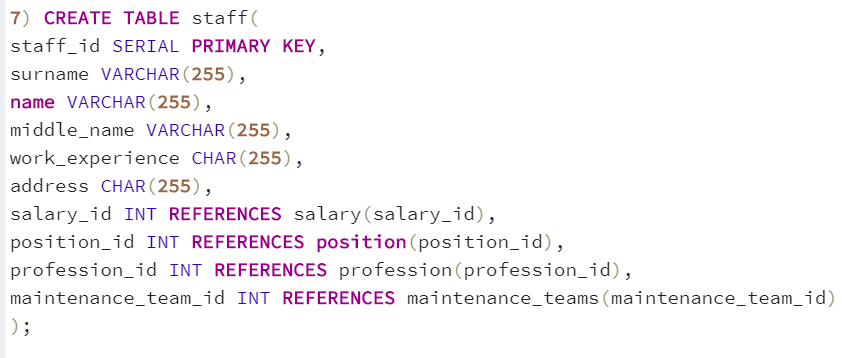 7) CREATE TABLE staff(
staff_id SERIAL PRIMARY KEY,
surname VARCHAR(255),
name VARCHAR(255),
middle_name VARCHAR(255),
work_experience CHAR(255),
address CHAR(255),
salary_id INT REFERENCES salary(salary_id),
position_id INT REFERENCES position(position_id),
profession_id INT REFERENCES profession(profession_id),
maintenance_team_id INT REFERENCES maintenance_teams(maintenance_team_id)
);